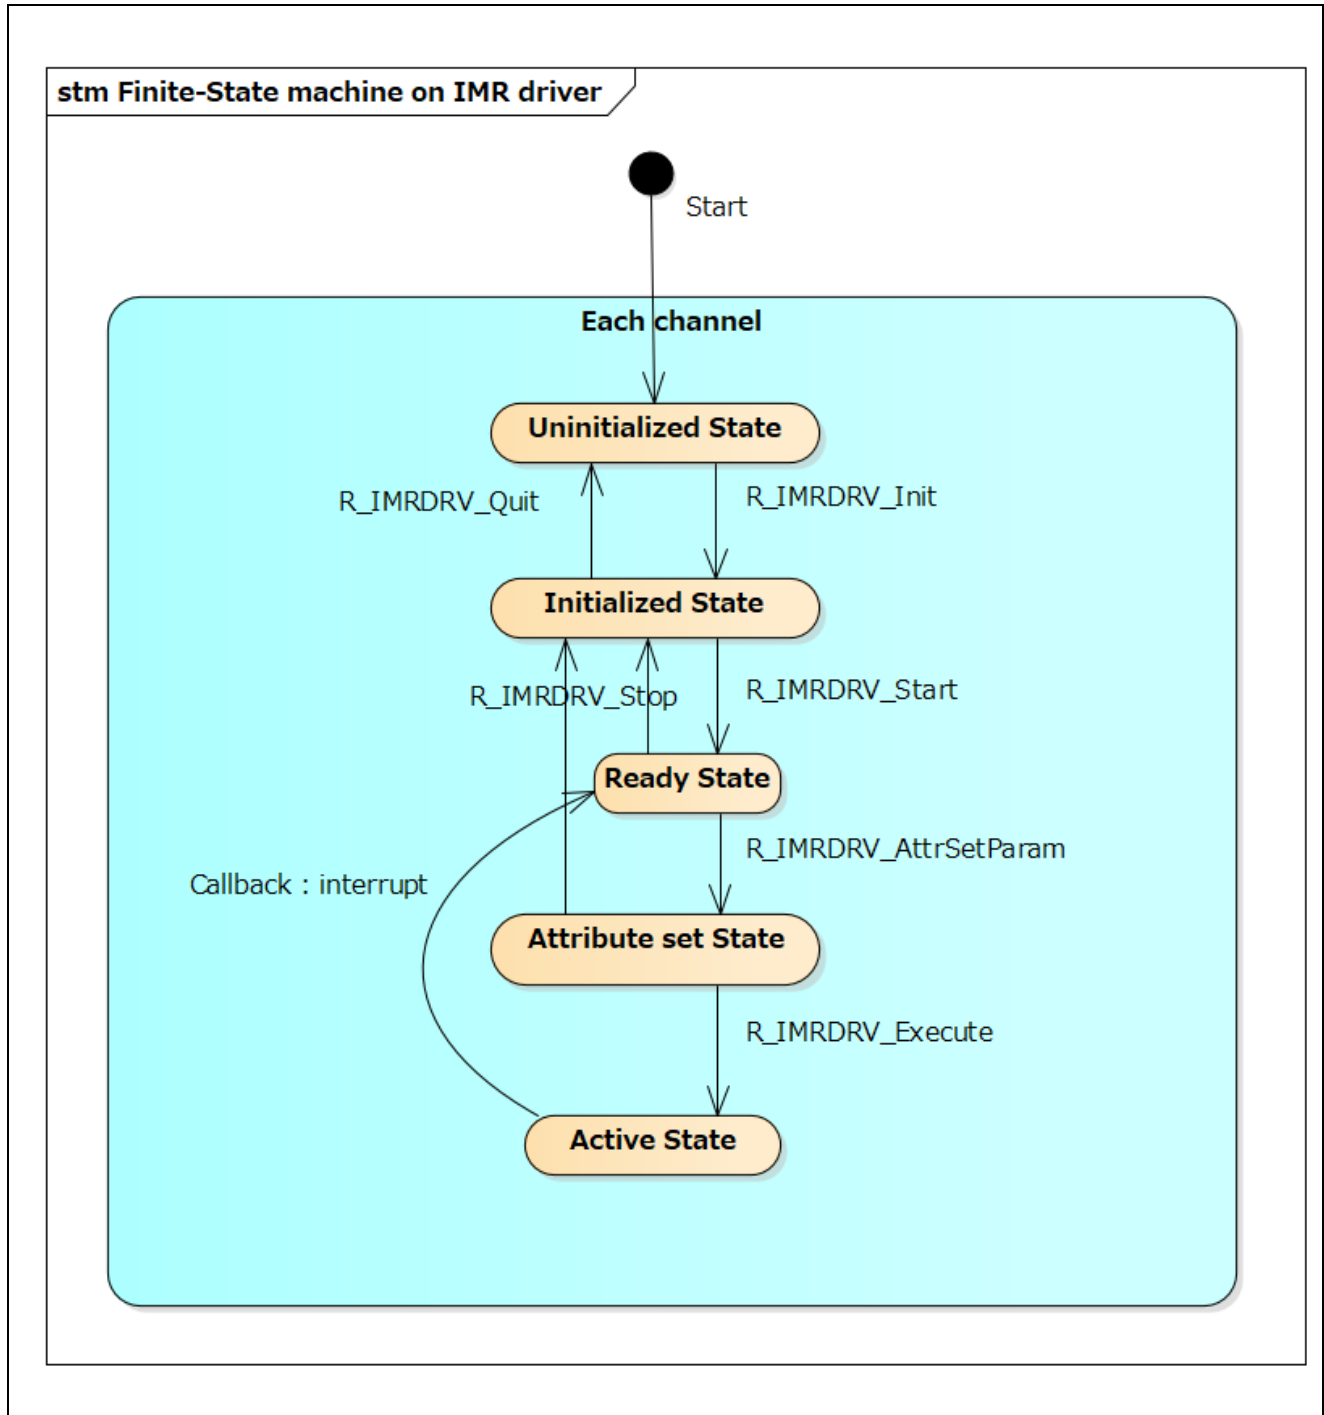 stm Finite-State machine on IMR driver
Start
Each channel
Uninitialized State
R_IMRDRV_Quit
R_IMRDRV_Init
Initialized State
R_IMRDRV_Stop
R_IMRDRV_Start
Ready State
R_IMRDRV_AttrSetParam
Callback : interrupt
Attribute set State
R_IMRDRV_Execute
Active State